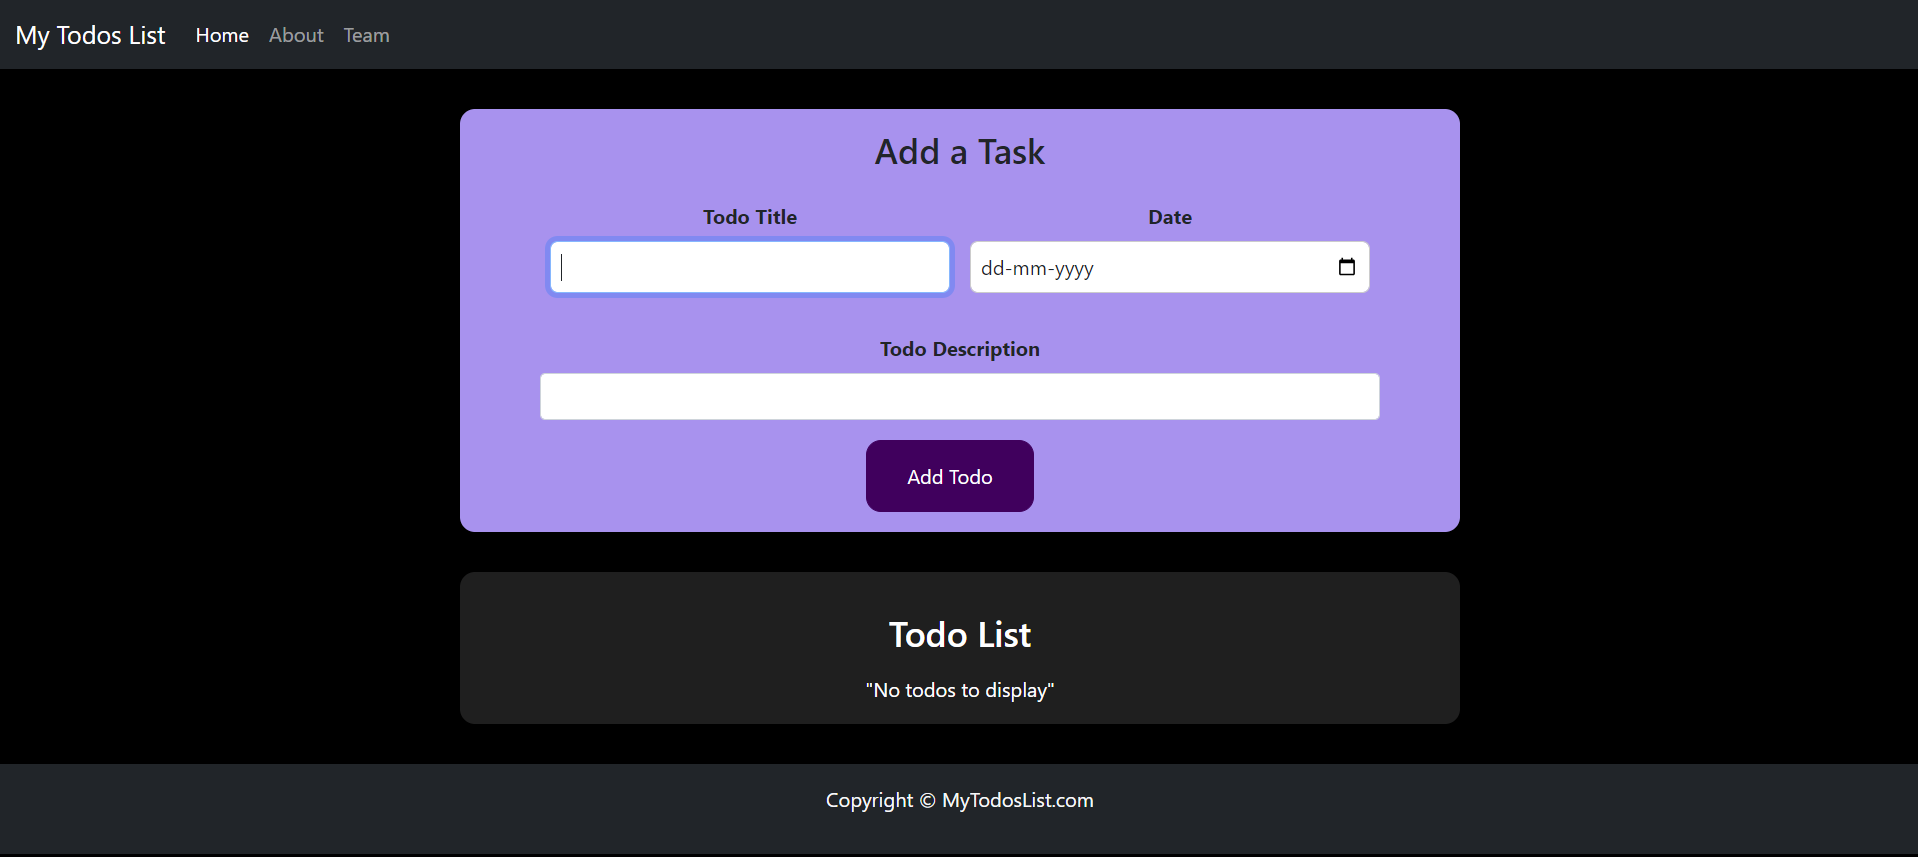 My Todos List Home About Team
Add a Task
Todo Title Date
dd-mm-yyyy
Todo Description
Add Todo
Todo List
"No todos to display"
Copyright © MyTodosList.com